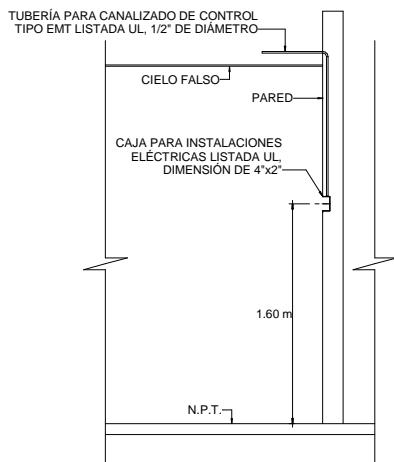 TUBERÍA PARA CANALIZADO DE CONTROL
TIPO EMT LISTADA UL, 1/2" DE DIÁMETRO
CIELO FALSO
PARED
CAJA PARA INSTALACIONES
ELÉCTRICAS LISTADA UL,
DIMENSIÓN DE 4"x2"
1.60 m
N.P.T.